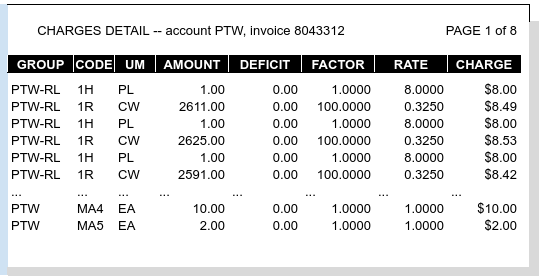 CHARGES DETAIL -- account PTW, invoice 8043312 PAGE 1 of 8
GROUP CODE UM AMOUNT DEFICIT FACTOR RATE CHARGE
PTW-RL 1H PL 1.00 0.00 1.0000 8.0000 $8.00
PTW-RL 1R CW 2611.00 0.00 100.0000 0.3250 $8.49
PTW-RL 1H PL 1.00 0.00 1.0000 8.0000 $8.00
PTW-RL 1R CW 2625.00 0.00 100.0000 0.3250 $8.53
PTW-RL 1H PL 1.00 0.00 1.0000 8.0000 $8.00
PTW-RL 1R CW 2591.00 0.00 100.0000 0.3250 $8.42
... ... ... ... ... ... ... ...
PTW MA4 EA 10.00 0.00 1.0000 1.0000 $10.00
PTW MA5 EA 2.00 0.00 1.0000 1.0000 $2.00